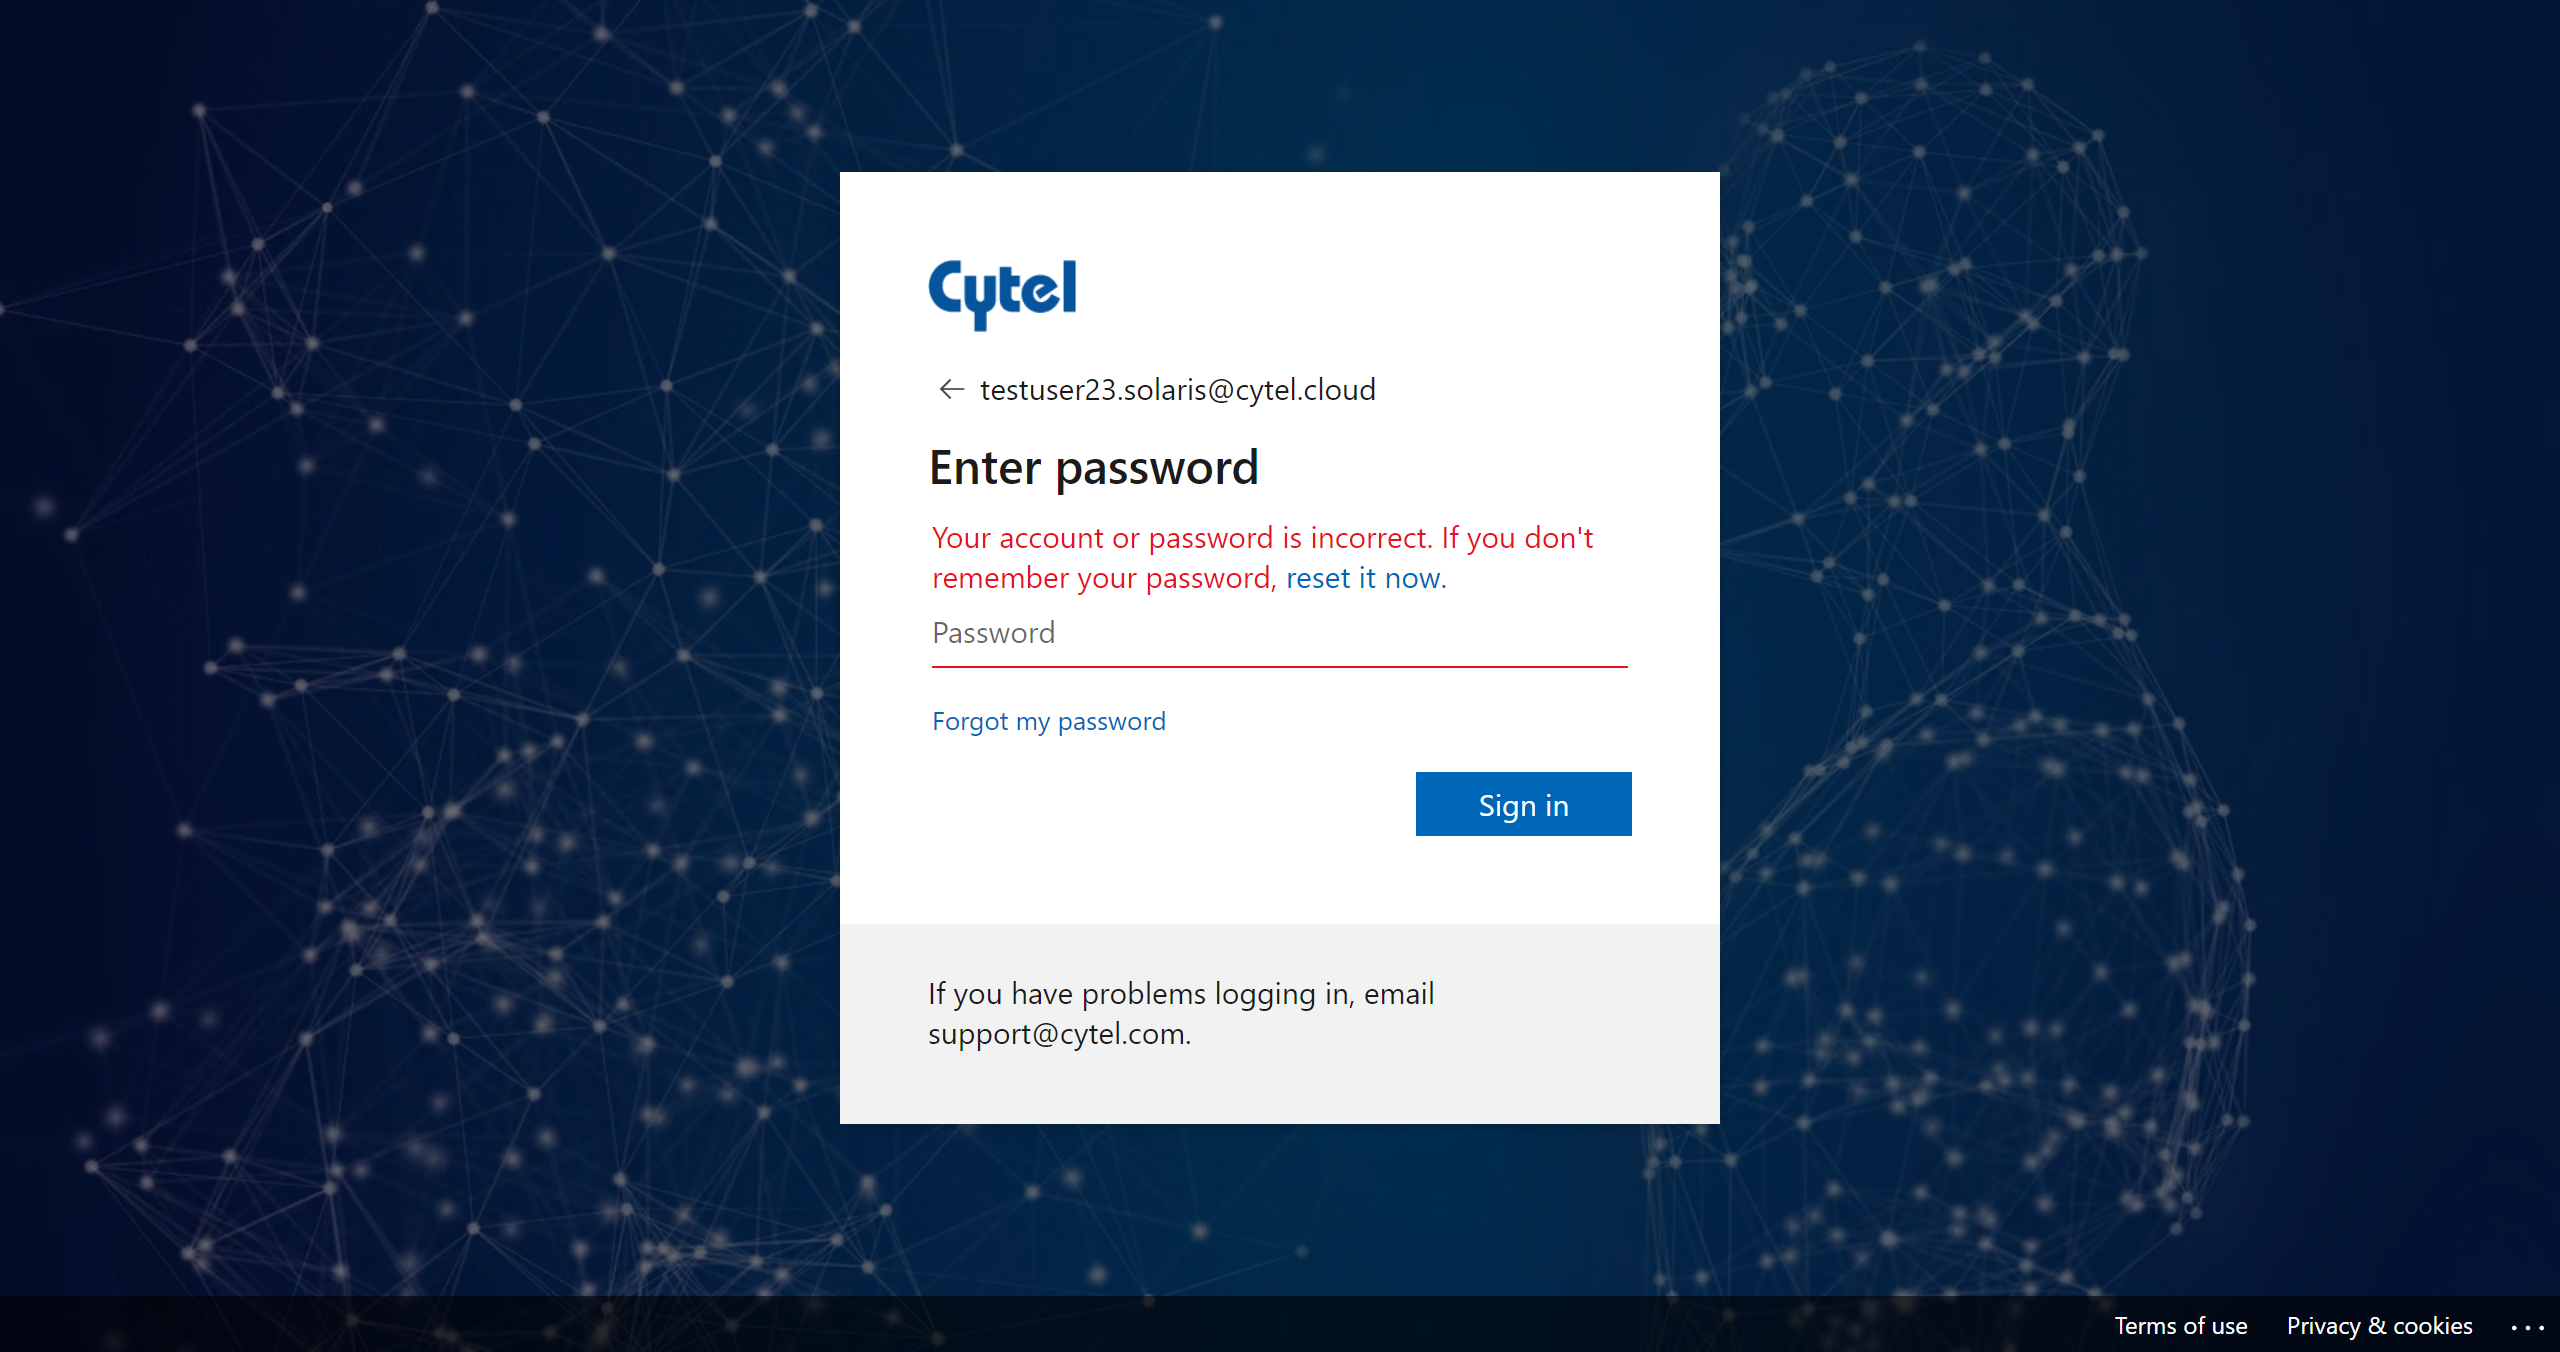 Cytel
testuser23.solaris@cytel.cloud
Enter password
Your account or password is incorrect. If you don't
remember your password, reset it now.
Password
Forgot my password
Sign in
If you have problems logging in, email
support@cytel.com.
Terms of use Privacy & cookies ...